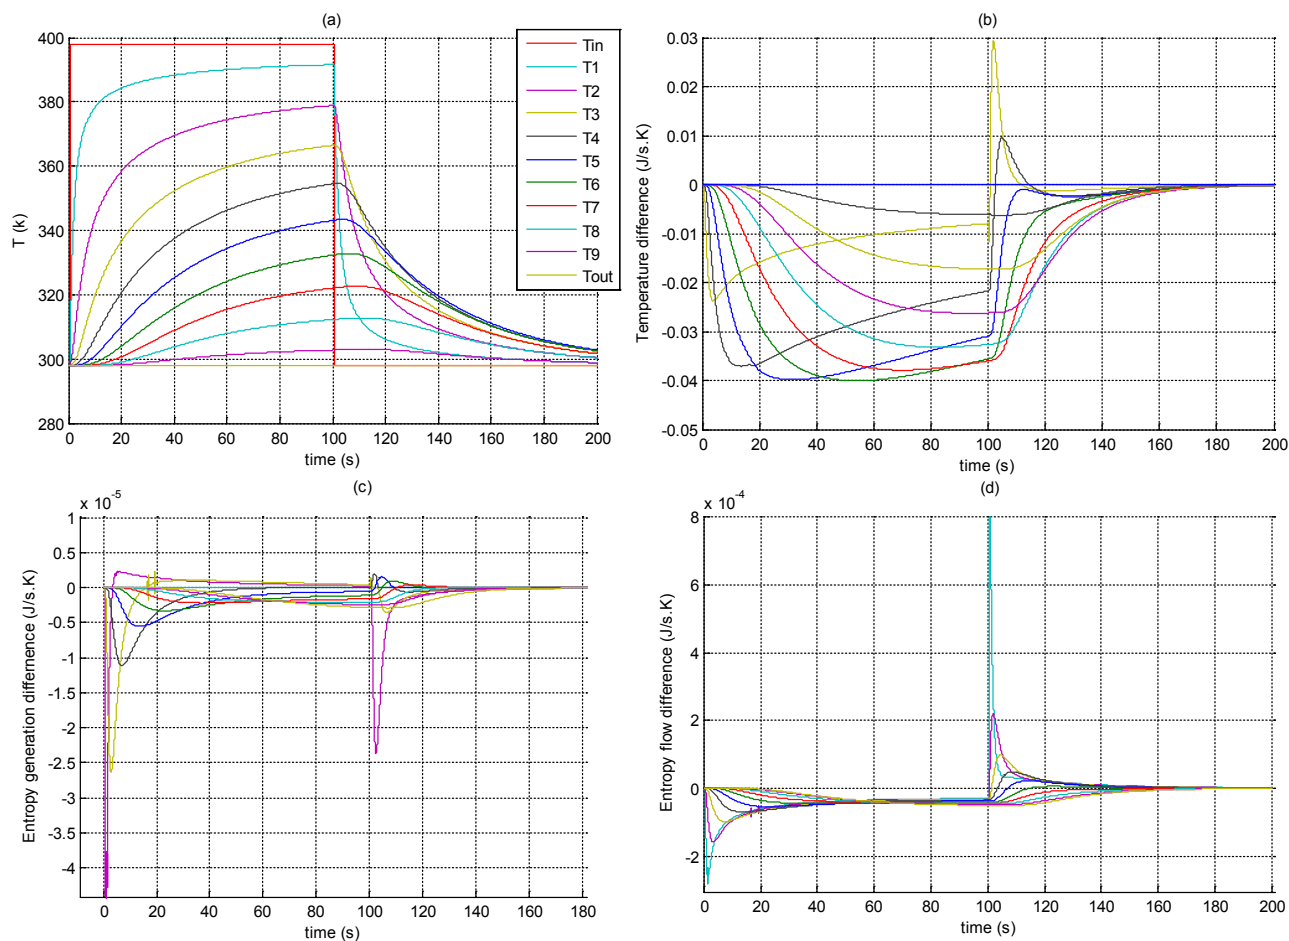 (a)
T (k)
400
380
360
340
320
300
280
0 20 40 60 80 100 120 140 160 180 200
time (s)
Tin
T1
T2
T3
T4
T5
T6
T7
T8
T9
Tout
(b)
Temperature difference (J/s.K)
0.03
0.02
0.01
0
-0.01
-0.02
-0.03
-0.04
-0.05
0 20 40 60 80 100 120 140 160 180 200
time (s)
(c)
x 10-5
Entropy generation differnence (J/s.K)
1
0.5
0
-0.5
-1
-1.5
-2
-2.5
-3
-3.5
-4
0 20 40 60 80 100 120 140 160 180
time (s)
(d)
x 10-4
Entropy flow difference (J/s.K)
8
6
4
2
0
-2
0 20 40 60 80 100 120 140 160 180 200
time (s)